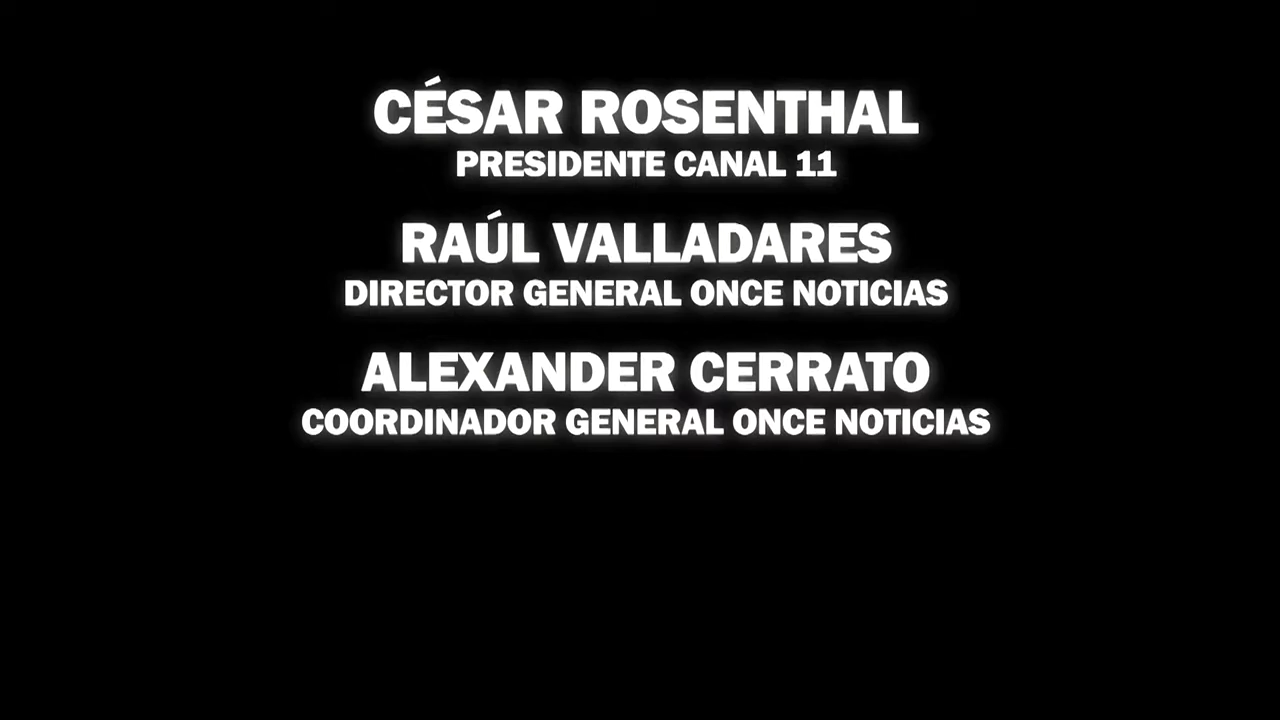 CÉSAR ROSENTHAL
PRESIDENTE CANAL 11
RAÚL VALLADARES
DIRECTOR GENERAL ONCE NOTICIAS
ALEXANDER CERRATO
COORDINADOR GENERAL ONCE NOTICIAS